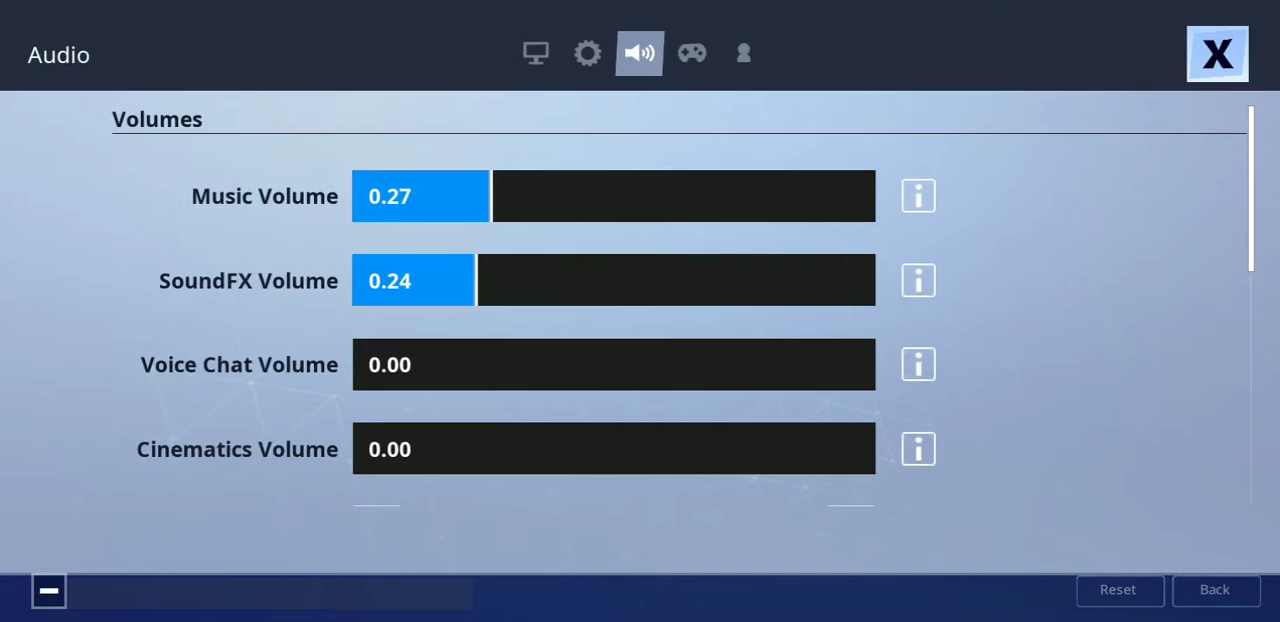 Audio
X
Volumes
Music Volume 0.27
SoundFX Volume 0.24
Voice Chat Volume 0.00
Cinematics Volume 0.00
Reset Back